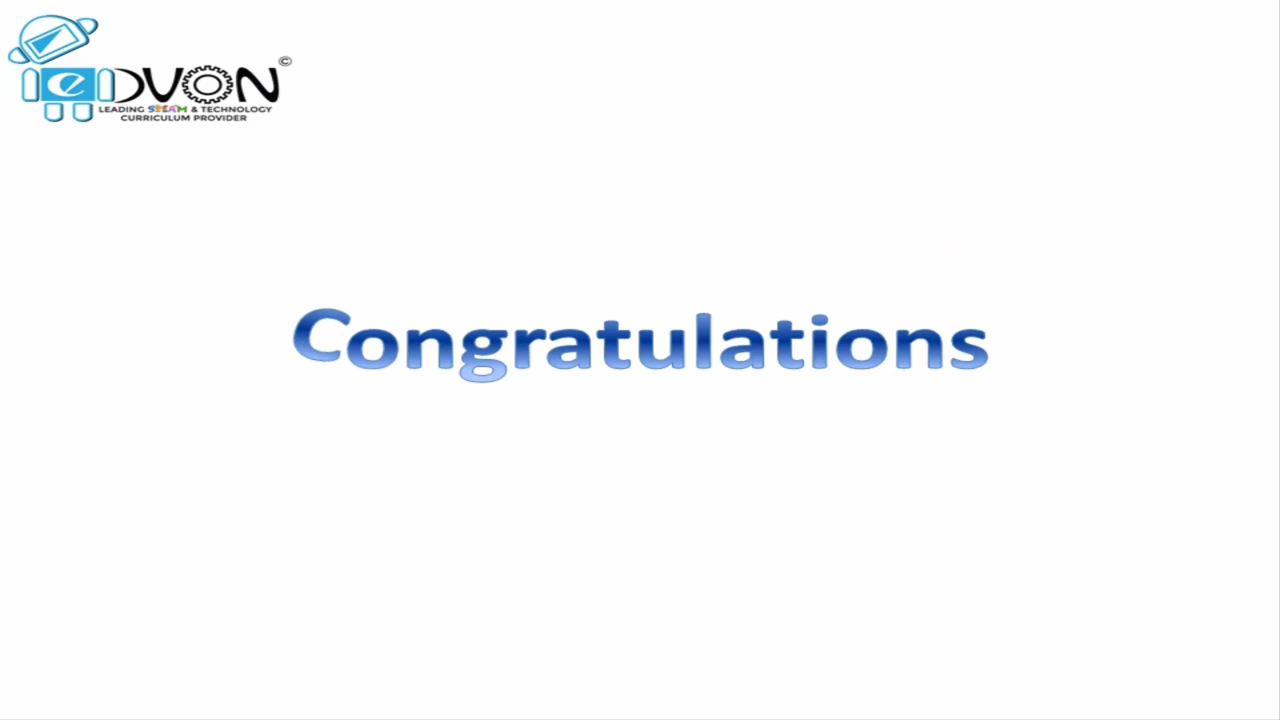 eDVON©
LEADING STEAM & TECHNOLOGY
CURRICULUM PROVIDER
Congratulations